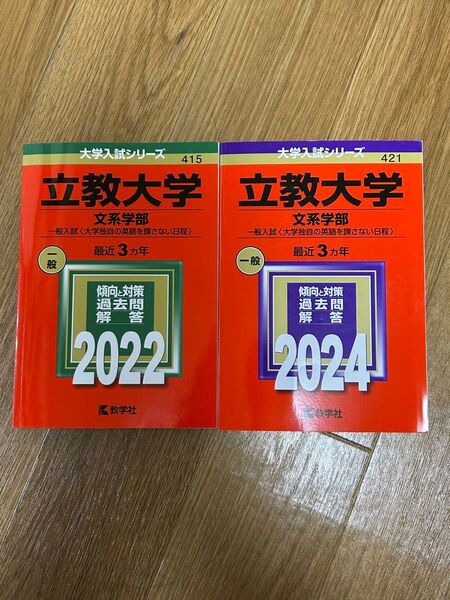 大学入試シリーズ
415
立教大学
文系学部
一般入試〈大学独自の英語を課さない日程〉
最近3カ年
一般
傾向と対策
過去問
解答
2022
教学社
大学入試シリーズ
421
立教大学
文系学部
一般入試〈大学独自の英語を課さない日程〉
最近3カ年
一般
傾向と対策
過去問
解答
2024
教学社